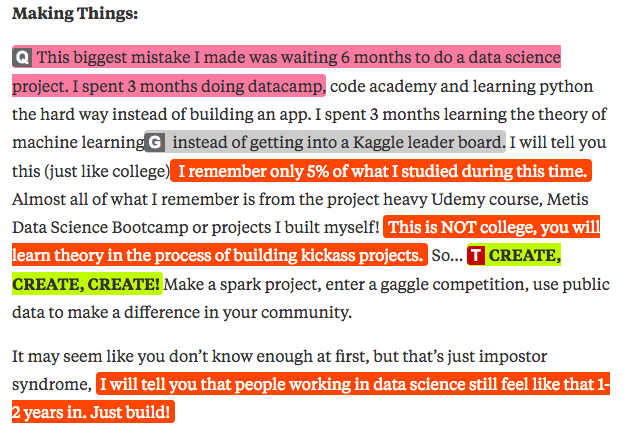 Making Things:
Q This biggest mistake I made was waiting 6 months to do a data science
project. I spent 3 months doing datacamp, code academy and learning python
the hard way instead of building an app. I spent 3 months learning the theory of
machine learning G instead of getting into a Kaggle leader board. I will tell you
this (just like college) I remember only 5% of what I studied during this time.
Almost all of what I remember is from the project heavy Udemy course, Metis
Data Science Bootcamp or projects I built myself! This is NOT college, you will
learn theory in the process of building kickass projects. So... T CREATE,
CREATE, CREATE! Make a spark project, enter a gaggle competition, use public
data to make a difference in your community.
It may seem like you don’t know enough at first, but that’s just impostor
syndrome, I will tell you that people working in data science still feel like that 1-
2 years in. Just build!